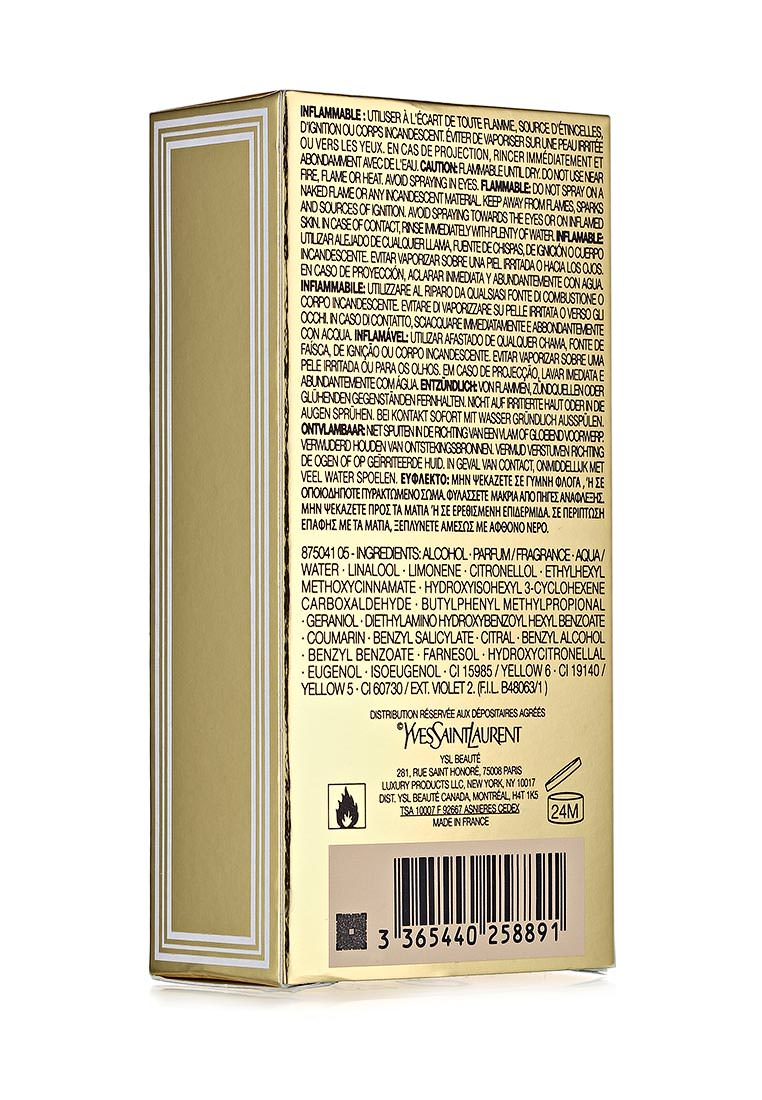 INFLAMMABLE : UTILISER À L'ÉCART DE TOUTE FLAMME, SOURCE D'ÉTINCELLES,
D'IGNITION OU CORPS INCANDESCENT. ÉVITER DE VAPORISER SUR UNE PEAU IRRITÉE
OU VERS LES YEUX. EN CAS DE PROJECTION, RINCER IMMÉDIATEMENT ET
ABONDAMMENT AVEC DE L'EAU. CAUTION: FLAMMABLE UNTIL DRY. DO NOT USE NEAR
FIRE, FLAME OR HEAT. AVOID SPRAYING IN EYES. FLAMMABLE: DO NOT SPRAY ON A
NAKED FLAME OR ANY INCANDESCENT MATERIAL. KEEP AWAY FROM FLAMES, SPARKS
AND SOURCES OF IGNITION. AVOID SPRAYING TOWARDS THE EYES OR ON INFLAMED
SKIN. IN CASE OF CONTACT, RINSE IMMEDIATELY WITH PLENTY OF WATER. INFLAMABLE:
UTILIZAR ALEJADO DE CUALQUIER LLAMA, FUENTE DE CHISPAS, DE IGNICIÓN O CUERPO
INCANDESCENTE. EVITAR VAPORIZAR SOBRE UNA PIEL IRRITADA O HACIA LOS OJOS.
EN CASO DE PROYECCIÓN, ACLARAR INMEDIATA Y ABUNDANTEMENTE CON AGUA.
INFIAMMABILE: UTILIZZARE AL RIPARO DA QUALSIASI FONTE DI COMBUSTIONE O
CORPO INCANDESCENTE. EVITARE DI VAPORIZZARE SU PELLE IRRITATA O VERSO GLI
OCCHI. IN CASO DI CONTATTO, SCIACQUARE IMMEDIATAMENTE E ABBONDANTEMENTE
CON ACQUA. INFLAMÁVEL: UTILIZAR AFASTADO DE QUALQUER CHAMA, FONTE DE
FAÍSCA, DE IGNIÇÃO OU CORPO INCANDESCENTE. EVITAR VAPORIZAR SOBRE UMA
PELE IRRITADA OU PARA OS OLHOS. EM CASO DE PROJECÇÃO, LAVAR IMEDIATA E
ABUNDANTEMENTE COM ÁGUA. ENTZÜNDLICH: VON FLAMMEN, ZÜNDQUELLEN ODER
GLÜHENDEN GEGENSTÄNDEN FERNHALTEN. NICHT AUF IRRITIERTE HAUT ODER IN DIE
AUGEN SPRÜHEN. BEI KONTAKT SOFORT MIT WASSER GRÜNDLICH AUSSPÜLEN.
ONTVLAMBAAR: NIET SPUITEN IN DE RICHTING VAN EEN VLAM OF GLOEIEND VOORWERP.
VERWIJDERD HOUDEN VAN ONTSTEKINGSBRONNEN. VERMIJD VERSTUIVEN RICHTING
DE OGEN OF OP GEÏRRITEERDE HUID. IN GEVAL VAN CONTACT, ONMIDDELLIJK MET
VEEL WATER SPOELEN. ΕΥΦΛΕΚΤΟ: ΜΗΝ ΨΕΚΑΖΕΤΕ ΣΕ ΓΥΜΝΗ ΦΛΟΓΑ , Ή ΣΕ
ΟΠΟΙΟΔΗΠΟΤΕ ΠΥΡΑΚΤΩΜΕΝΟ ΣΩΜΑ. ΦΥΛΑΣΣΕΤΕ ΜΑΚΡΙΑ ΑΠΟ ΠΗΓΕΣ ΑΝΑΦΛΕΞΗΣ.
ΜΗΝ ΨΕΚΑΖΕΤΕ ΠΡΟΣ ΤΑ ΜΑΤΙΑ Ή ΣΕ ΕΡΕΘΙΣΜΕΝΗ ΕΠΙΔΕΡΜΙΔΑ. ΣΕ ΠΕΡΙΠΤΩΣΗ
ΕΠΑΦΗΣ ΜΕ ΤΑ ΜΑΤΙΑ, ΞΕΠΛΥΝΕΤΕ ΑΜΕΣΩΣ ΜΕ ΑΦΘΟΝΟ ΝΕΡΟ.
87504105 - INGREDIENTS: ALCOHOL · PARFUM / FRAGRANCE · AQUA /
WATER · LINALOOL · LIMONENE · CITRONELLOL · ETHYLHEXYL
METHOXYCINNAMATE · HYDROXYISOHEXYL 3-CYCLOHEXENE
CARBOXALDEHYDE · BUTYLPHENYL METHYLPROPIONAL
· GERANIOL · DIETHYLAMINO HYDROXYBENZOYL HEXYL BENZOATE
· COUMARIN · BENZYL SALICYLATE · CITRAL · BENZYL ALCOHOL
· BENZYL BENZOATE · FARNESOL · HYDROXYCITRONELLAL
· EUGENOL · ISOEUGENOL · CI 15985 / YELLOW 6 · CI 19140 /
YELLOW 5 · CI 60730 / EXT. VIOLET 2. (F.I.L. B48063/1 )
DISTRIBUTION RÉSERVÉE AUX DÉPOSITAIRES AGRÉÉS
©YVESSAINTLAURENT
YSL BEAUTÉ
281, RUE SAINT HONORÉ, 75008 PARIS
LUXURY PRODUCTS LLC, NEW YORK, NY 10017
DIST. YSL BEAUTÉ CANADA, MONTRÉAL, H4T 1K5
TSA 10007 F 92667 ASNIERES CEDEX
MADE IN FRANCE
24M
3 365440 258891